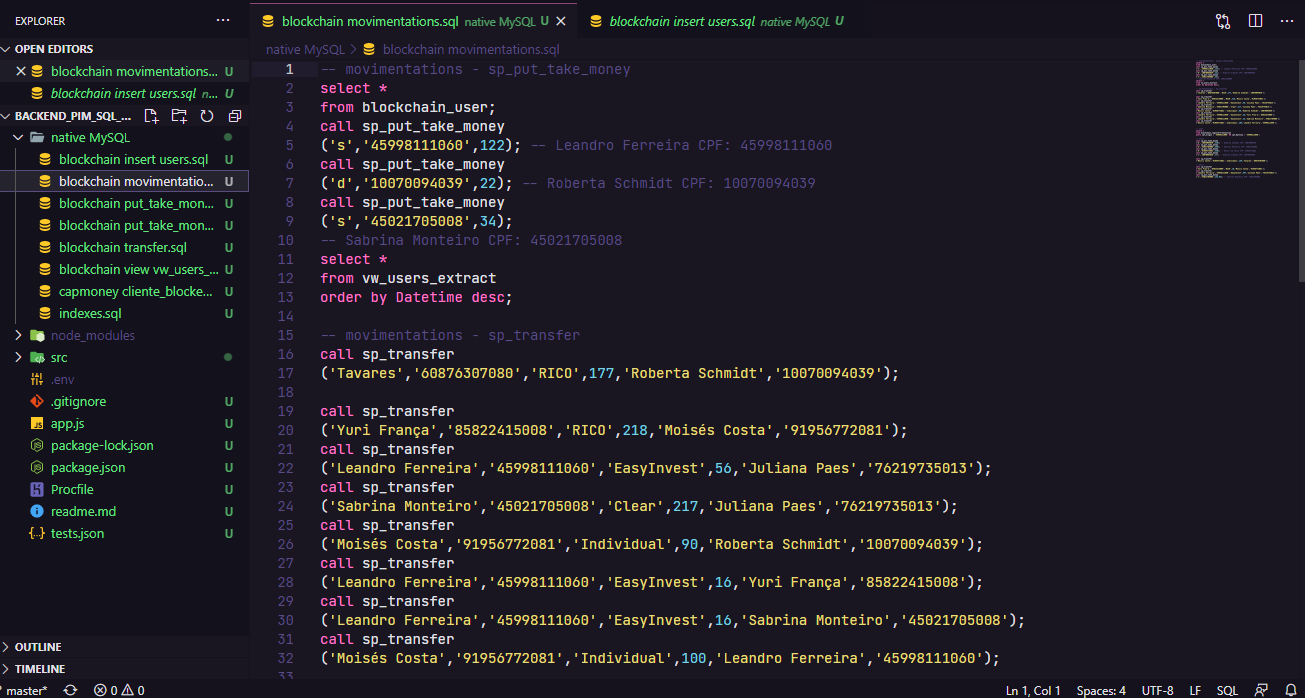 EXPLORER
OPEN EDITORS
blockchain movimentations... U
blockchain insert users.sql n... U
BACKEND_PIM_SQL_...
native MySQL
blockchain insert users.sql U
blockchain movimentatio... U
blockchain put_take_mon... U
blockchain put_take_mon... U
blockchain transfer.sql U
blockchain view vw_users_... U
capmoney cliente_blocke... U
indexes.sql U
node_modules
src
.env
.gitignore U
app.js U
package-lock.json U
package.json U
Procfile U
readme.md U
tests.json U
OUTLINE
TIMELINE
blockchain movimentations.sql native MySQL U
blockchain insert users.sql native MySQL U
native MySQL > blockchain movimentations.sql
1 -- movimentations - sp_put_take_money
2 select *
3 from blockchain_user;
4 call sp_put_take_money
5 ('s','45998111060',122); -- Leandro Ferreira CPF: 45998111060
6 call sp_put_take_money
7 ('d','10070094039',22); -- Roberta Schmidt CPF: 10070094039
8 call sp_put_take_money
9 ('s','45021705008',34);
10 -- Sabrina Monteiro CPF: 45021705008
11 select *
12 from vw_users_extract
13 order by Datetime desc;
14
15 -- movimentations - sp_transfer
16 call sp_transfer
17 ('Tavares','60876307080','RICO',177,'Roberta Schmidt','10070094039');
18
19 call sp_transfer
20 ('Yuri França','85822415008','RICO',218,'Moisés Costa','91956772081');
21 call sp_transfer
22 ('Leandro Ferreira','45998111060','EasyInvest',56,'Juliana Paes','76219735013');
23 call sp_transfer
24 ('Sabrina Monteiro','45021705008','Clear',217,'Juliana Paes','76219735013');
25 call sp_transfer
26 ('Moisés Costa','91956772081','Individual',90,'Roberta Schmidt','10070094039');
27 call sp_transfer
28 ('Leandro Ferreira','45998111060','EasyInvest',16,'Yuri França','85822415008');
29 call sp_transfer
30 ('Leandro Ferreira','45998111060','EasyInvest',16,'Sabrina Monteiro','45021705008');
31 call sp_transfer
32 ('Moisés Costa','91956772081','Individual',100,'Leandro Ferreira','45998111060');
33
master* 0 0 Ln 1, Col 1 Spaces: 4 UTF-8 LF SQL